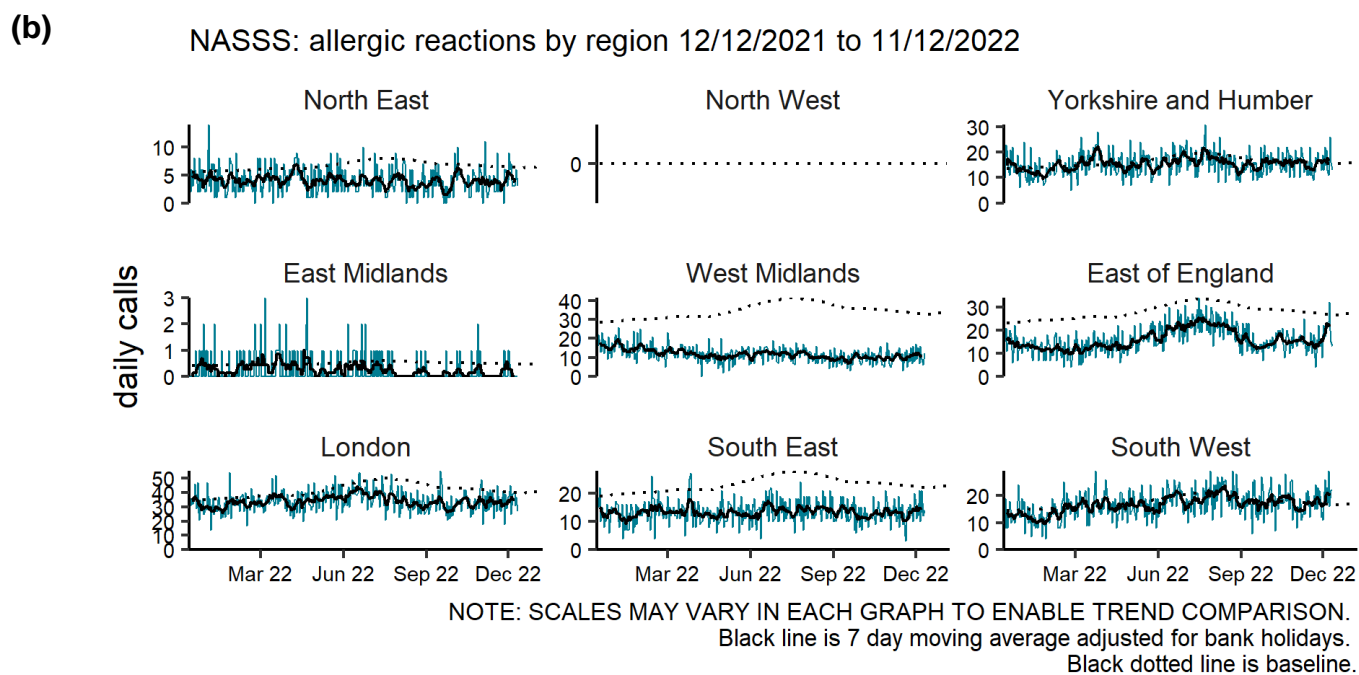 (b)
NASSS: allergic reactions by region 12/12/2021 to 11/12/2022
North East
North West
Yorkshire and Humber
10
5
0
0
30
20
10
0
daily calls
East Midlands
West Midlands
East of England
3
2
1
0
40
30
20
10
0
30
20
10
0
London
South East
South West
50
40
30
20
10
0
20
10
0
20
10
0
Mar 22 Jun 22 Sep 22 Dec 22
Mar 22 Jun 22 Sep 22 Dec 22
Mar 22 Jun 22 Sep 22 Dec 22
NOTE: SCALES MAY VARY IN EACH GRAPH TO ENABLE TREND COMPARISON.
Black line is 7 day moving average adjusted for bank holidays.
Black dotted line is baseline.